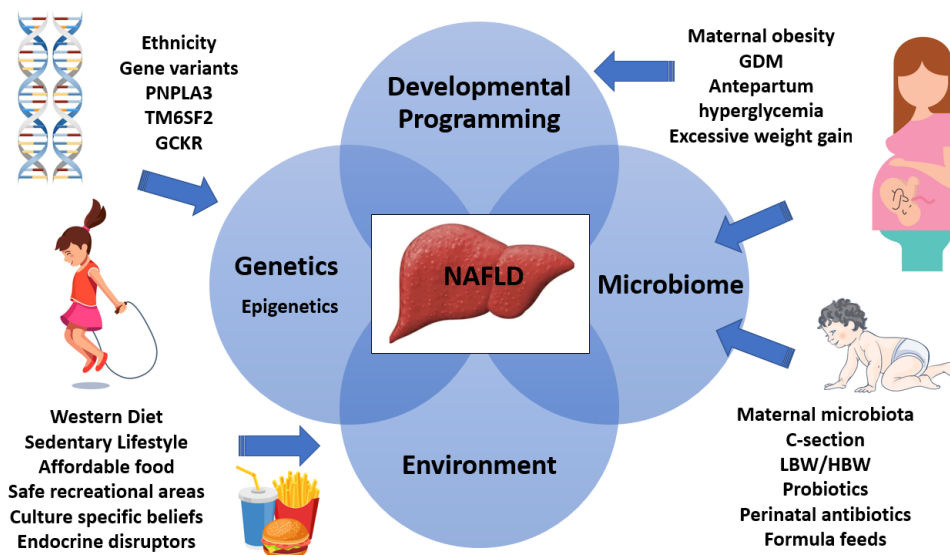 Ethnicity
Gene variants
PNPLA3
TM6SF2
GCKR
Developmental
Programming
Maternal obesity
GDM
Antepartum
hyperglycemia
Excessive weight gain
Genetics
Epigenetics
NAFLD
Microbiome
Western Diet
Sedentary Lifestyle
Affordable food
Safe recreational areas
Culture specific beliefs
Endocrine disruptors
Environment
Maternal microbiota
C-section
LBW/HBW
Probiotics
Perinatal antibiotics
Formula feeds